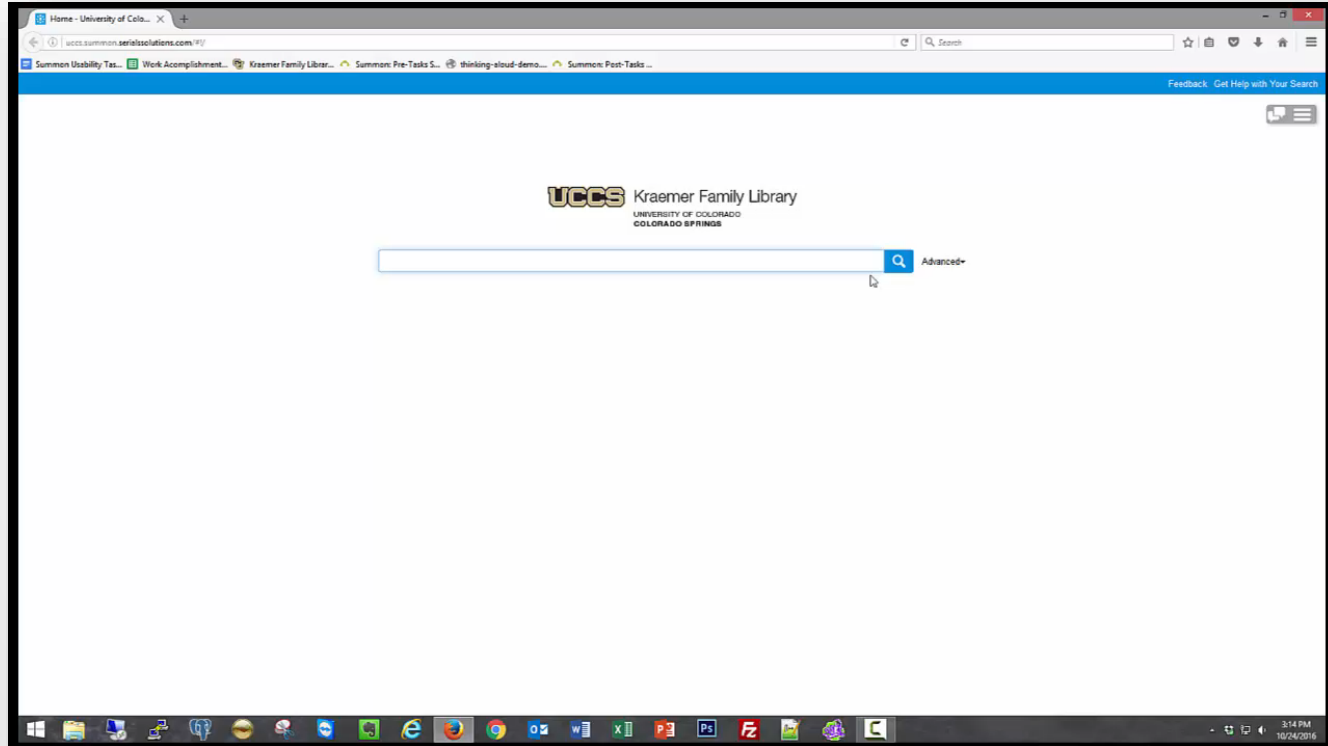 Home - University of Colo...
uccs.summon.serialssolutions.com/#!/
Search
Summon Usability Tas... Work Acomplishment... Kraemer Family Librar... Summon: Pre-Tasks S... thinking-aloud-demo.... Summon: Post-Tasks ...
Feedback Get Help with Your Search
UCCS Kraemer Family Library
UNIVERSITY OF COLORADO
COLORADO SPRINGS
Advanced
3:14 PM
10/24/2016